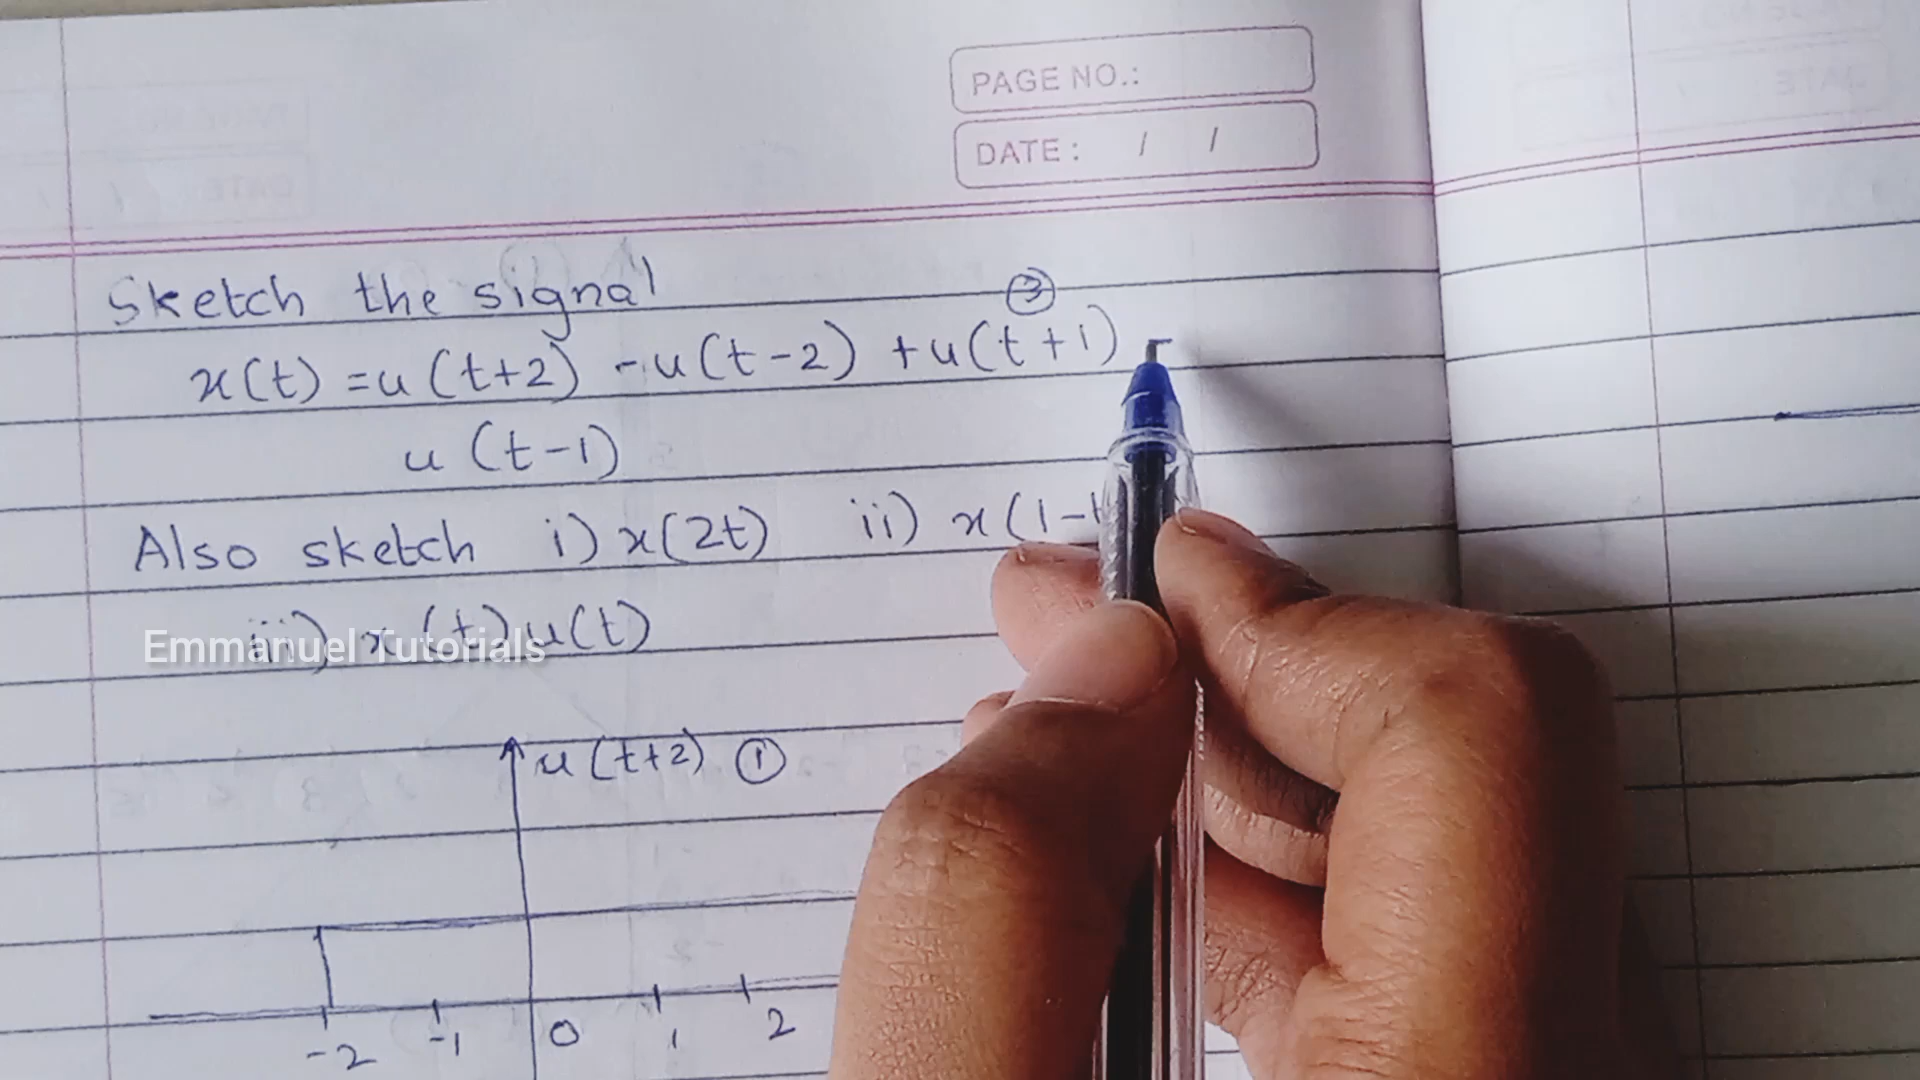 PAGE NO.:
DATE : / /
Sketch the signal
③
x(t) = u(t+2) - u(t-2) + u(t+1) -
u(t-1)
Also sketch i) x(2t) ii) x(1-
iii) x(t) u(t)
Emmanuel Tutorials
u(t+2) ①
-2 -1 0 1 2